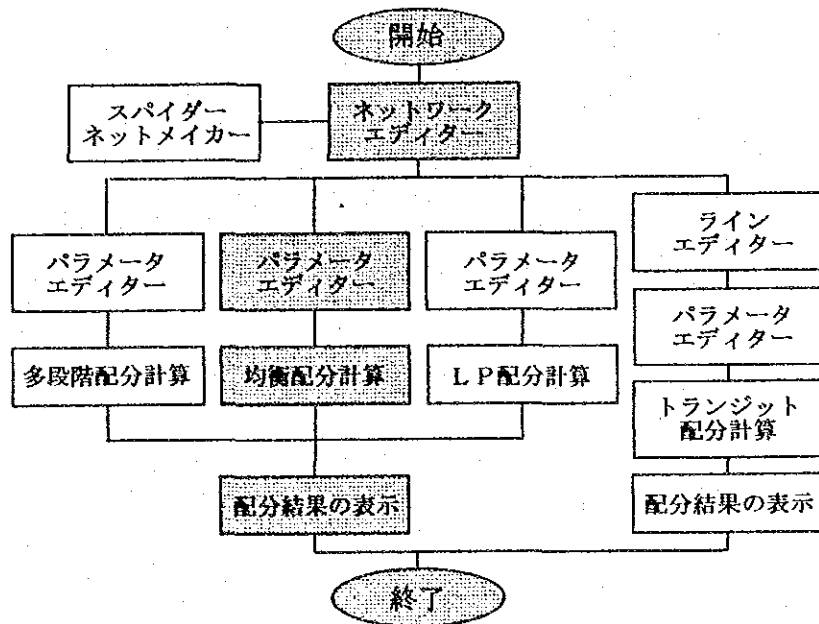 開始
スパイダー
ネットメイカー
ネットワーク
エディター
パラメータ
エディター
多段階配分計算
パラメータ
エディター
均衡配分計算
パラメータ
エディター
LP配分計算
ライン
エディター
パラメータ
エディター
トランジット
配分計算
配分結果の表示
配分結果の表示
終了